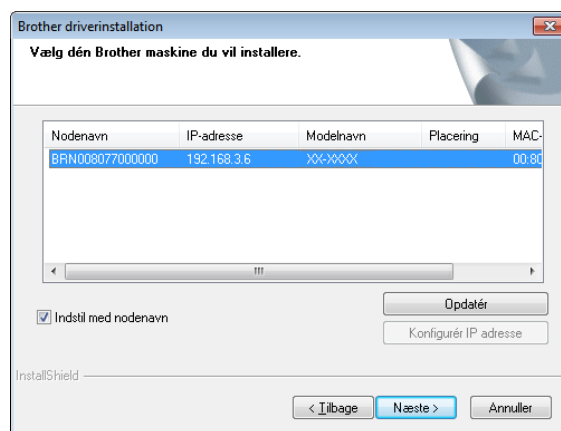 Brother driverinstallation
Vælg dén Brother maskine du vil installere.
Nodenavn IP-adresse Modelnavn Placering MAC-
BRN008077000000 192.168.3.6 XX-XXXX 00:80
Opdatér
Indstil med nodenavn
Konfigurér IP adresse
InstallShield
< Tilbage Næste > Annuller